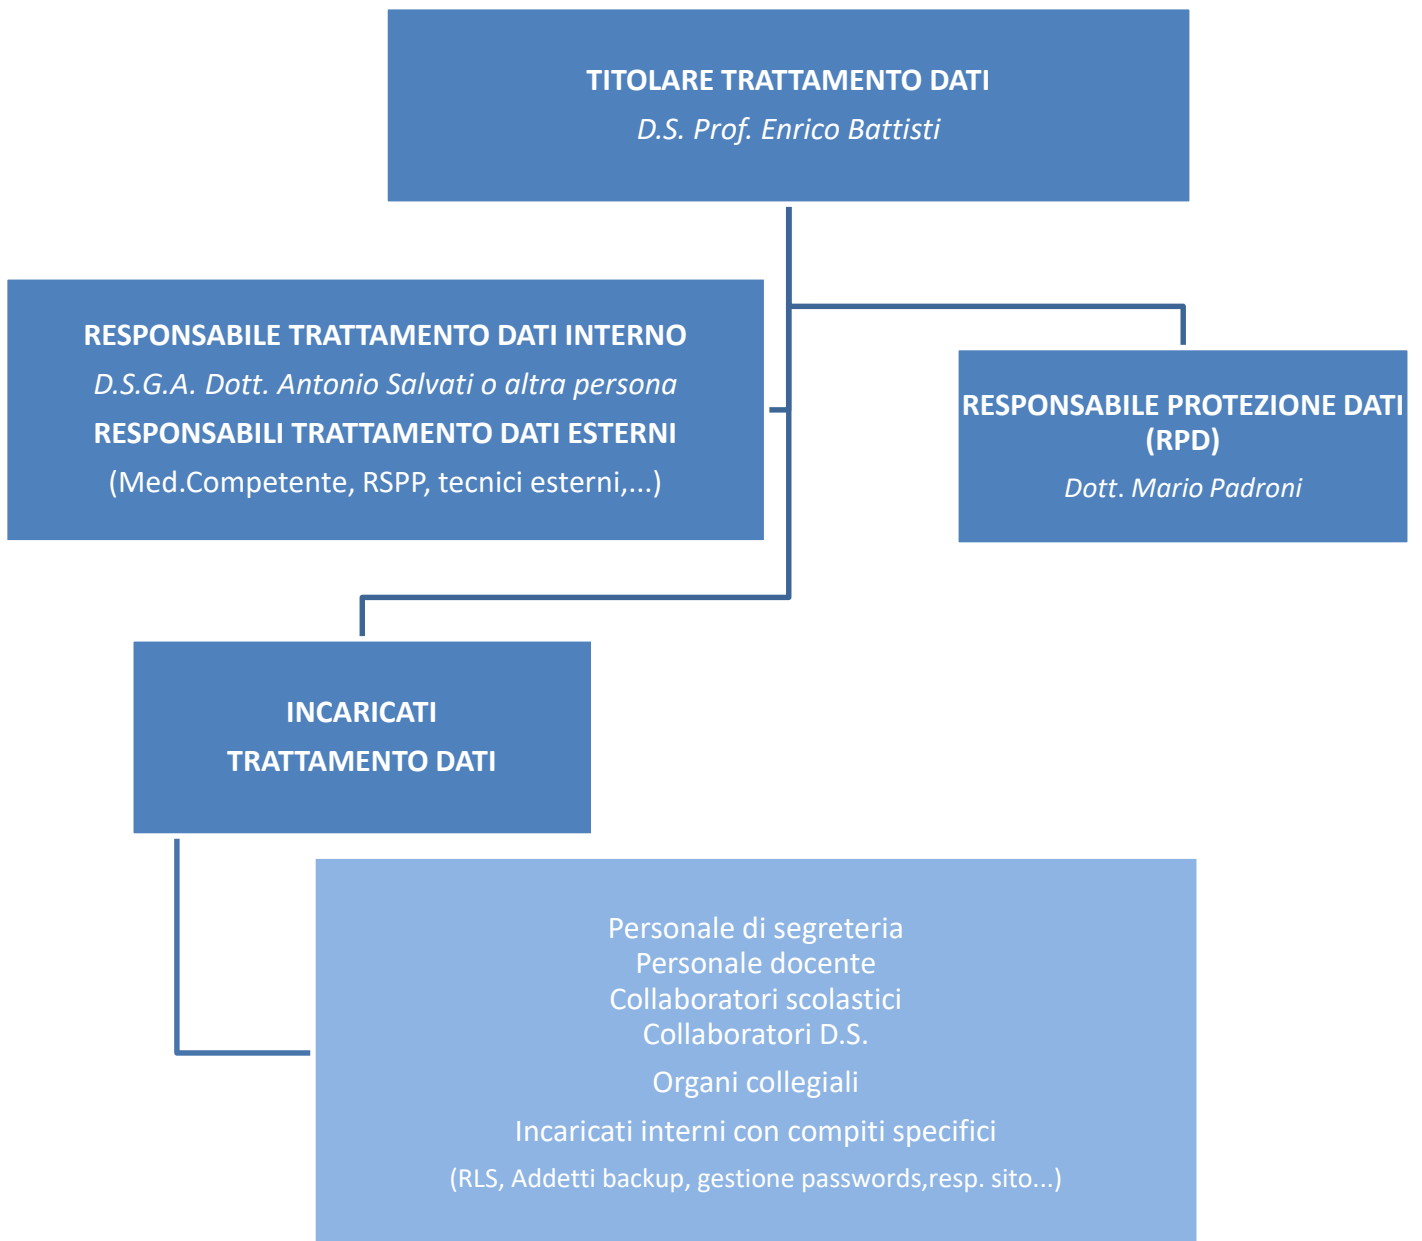 TITOLARE TRATTAMENTO DATI
D.S. Prof. Enrico Battisti
RESPONSABILE TRATTAMENTO DATI INTERNO
D.S.G.A. Dott. Antonio Salvati o altra persona
RESPONSABILI TRATTAMENTO DATI ESTERNI
(Med.Competente, RSPP, tecnici esterni,...)
RESPONSABILE PROTEZIONE DATI
(RPD)
Dott. Mario Padroni
INCARICATI
TRATTAMENTO DATI
Personale di segreteria
Personale docente
Collaboratori scolastici
Collaboratori D.S.
Organi collegiali
Incaricati interni con compiti specifici
(RLS, Addetti backup, gestione passwords,resp. sito...)